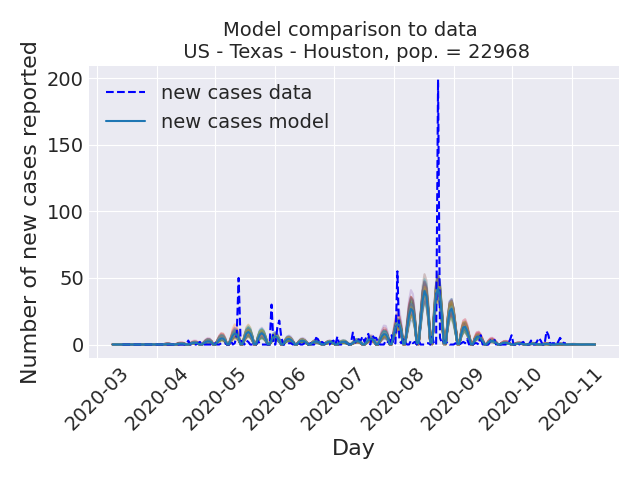 Model comparison to data
US - Texas - Houston, pop. = 22968
Number of new cases reported
200
150
100
50
0
new cases data
new cases model
2020-03
2020-04
2020-05
2020-06
2020-07
2020-08
2020-09
2020-10
2020-11
Day